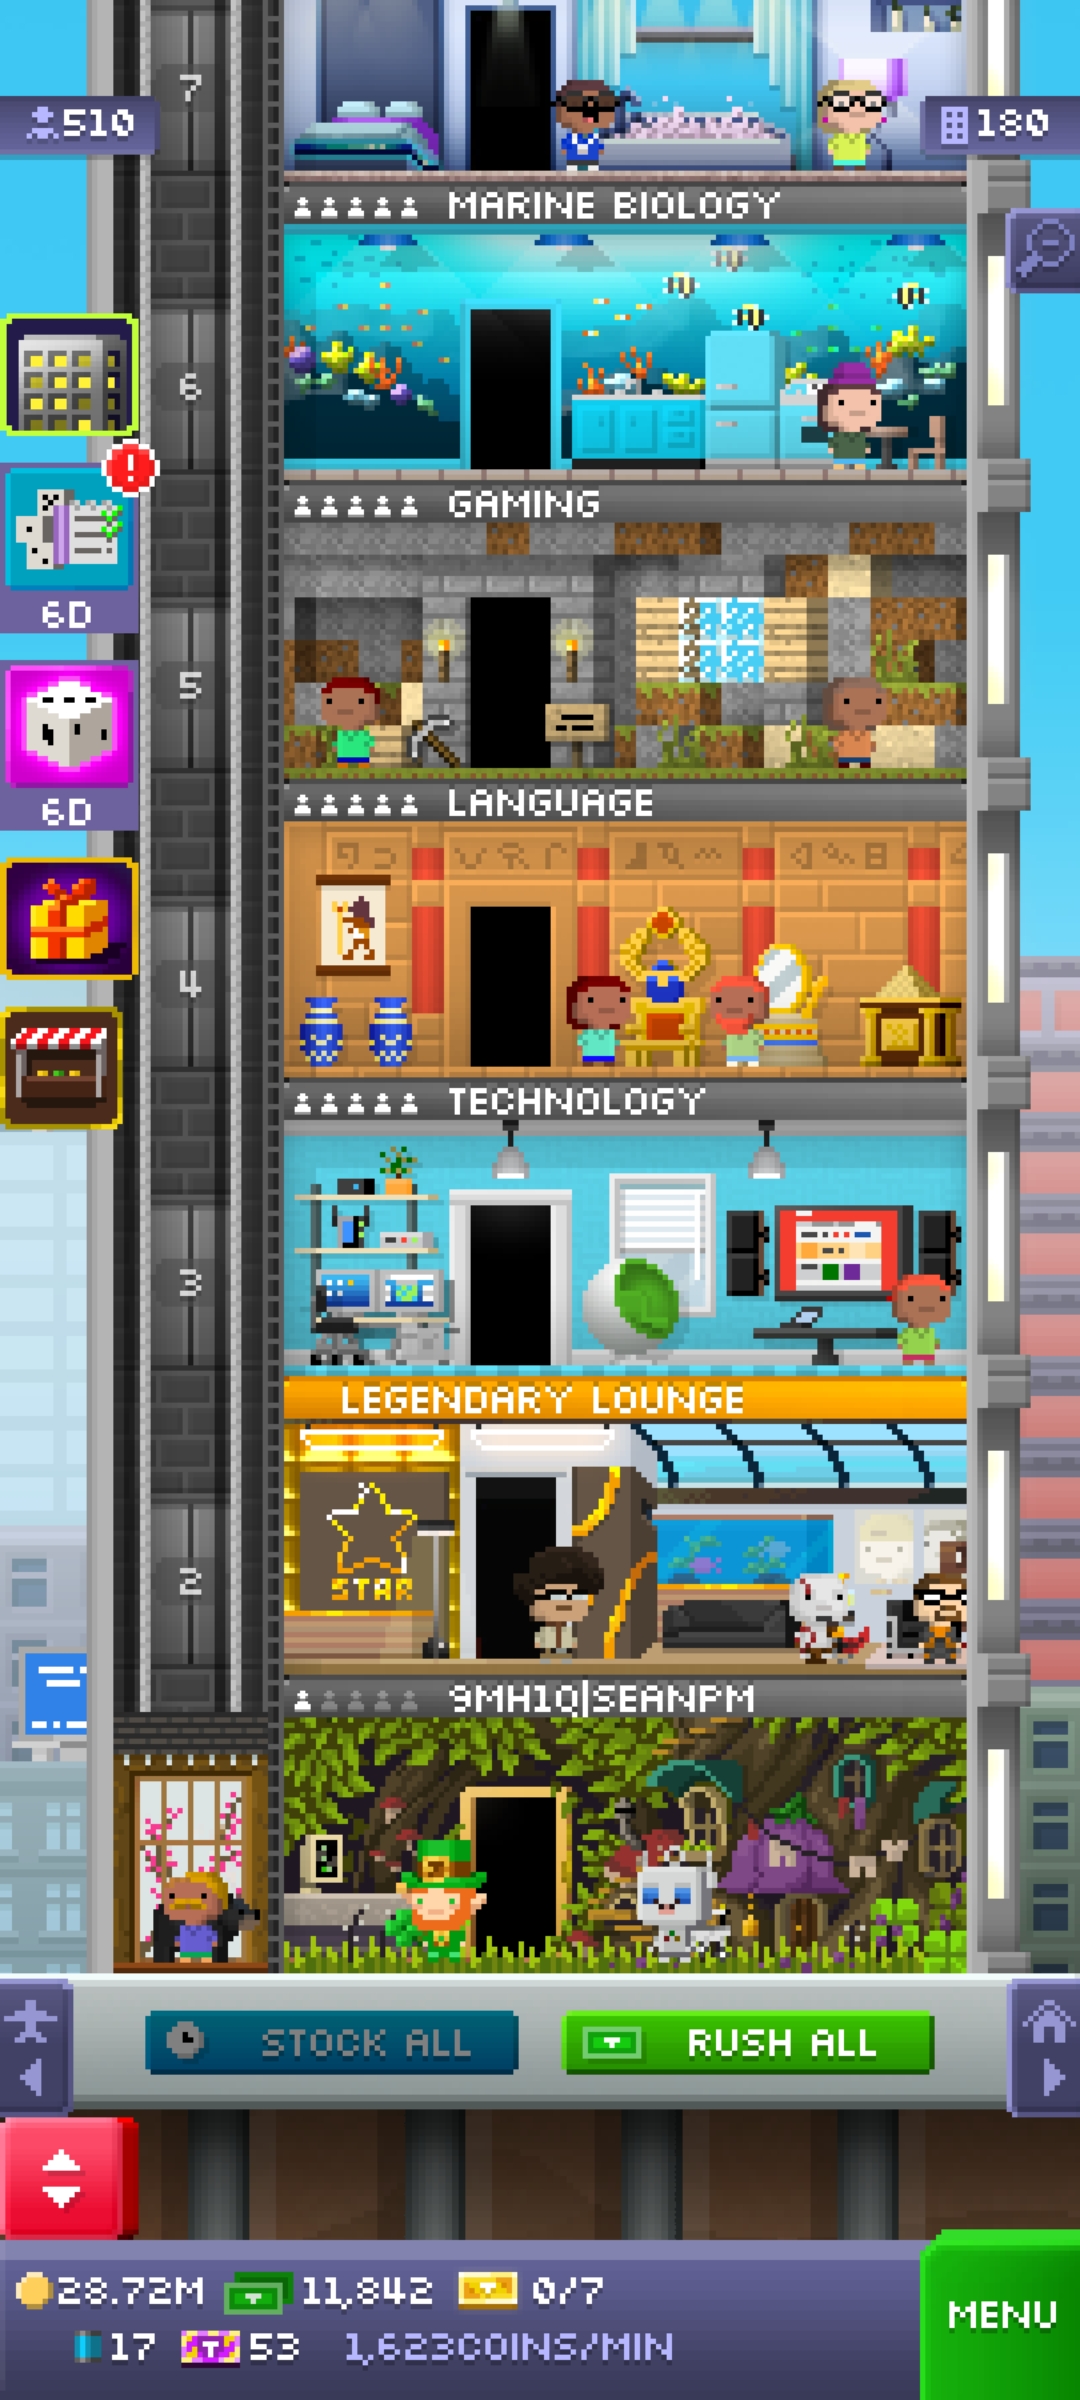 7
510
180
MARINE BIOLOGY
6
GAMING
6D
5
6D
LANGUAGE
4
TECHNOLOGY
3
LEGENDARY LOUNGE
STAR
2
9MH1Q|SEANPM
STOCK ALL
RUSH ALL
28.72M 11,842 0/7
17 53 1,623COINS/MIN
MENU